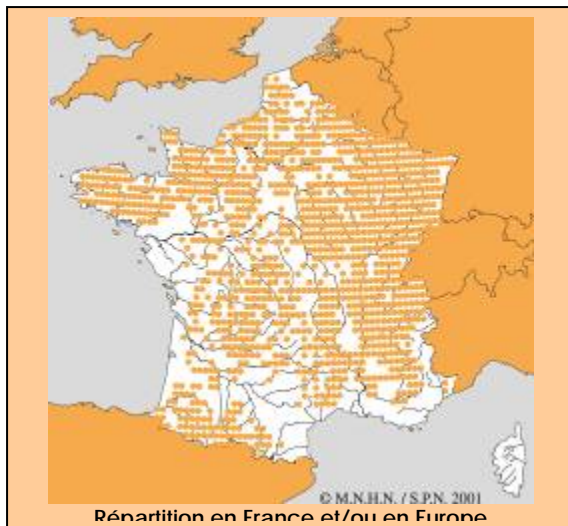 © M.N.H.N. / S.P.N. 2001
Répartition en France et/ou en Europe